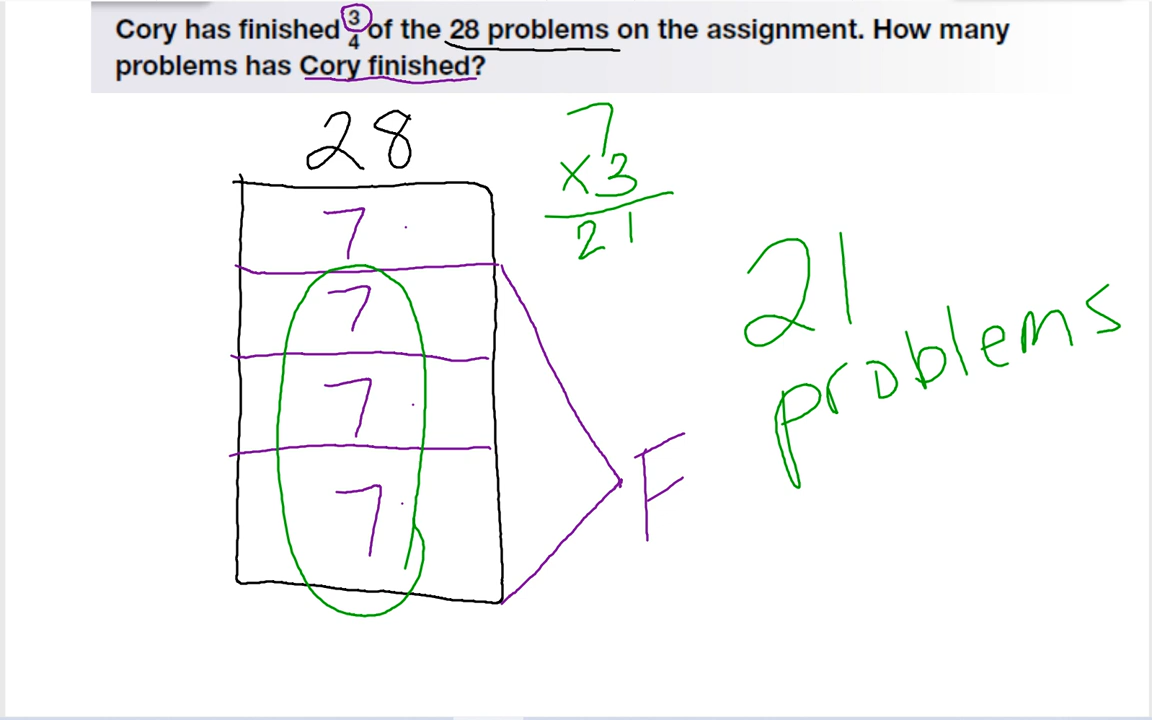 Cory has finished 3/4 of the 28 problems on the assignment. How many
problems has Cory finished?
28
7
7
7
7
F
7
×3
21
21
problems